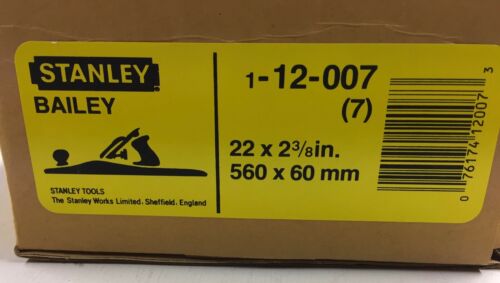 STANLEY
BAILEY
STANLEY TOOLS
The Stanley Works Limited, Sheffield, England
1-12-007
(7)
22 x 2³/₈in.
560 x 60 mm
0 76174 12007 3